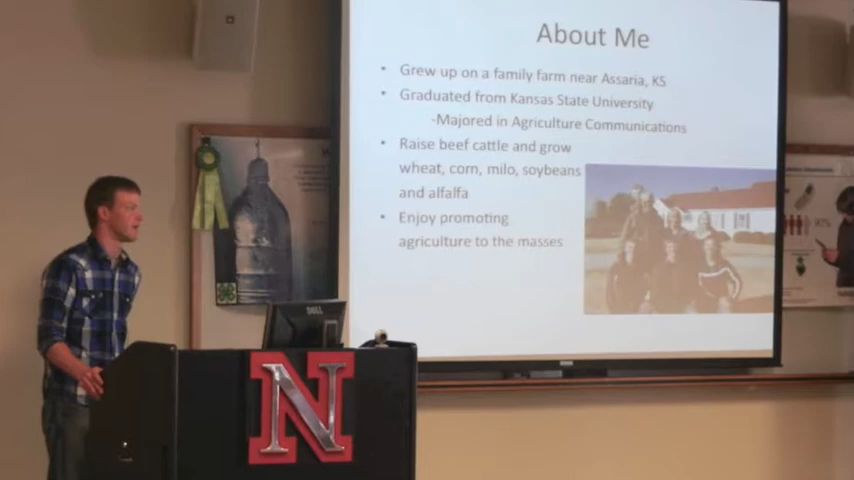 About Me
• Grew up on a family farm near Assaria, KS
• Graduated from Kansas State University
-Majored in Agriculture Communications
• Raise beef cattle and grow
wheat, corn, milo, soybeans
and alfalfa
• Enjoy promoting
agriculture to the masses
DELL
N